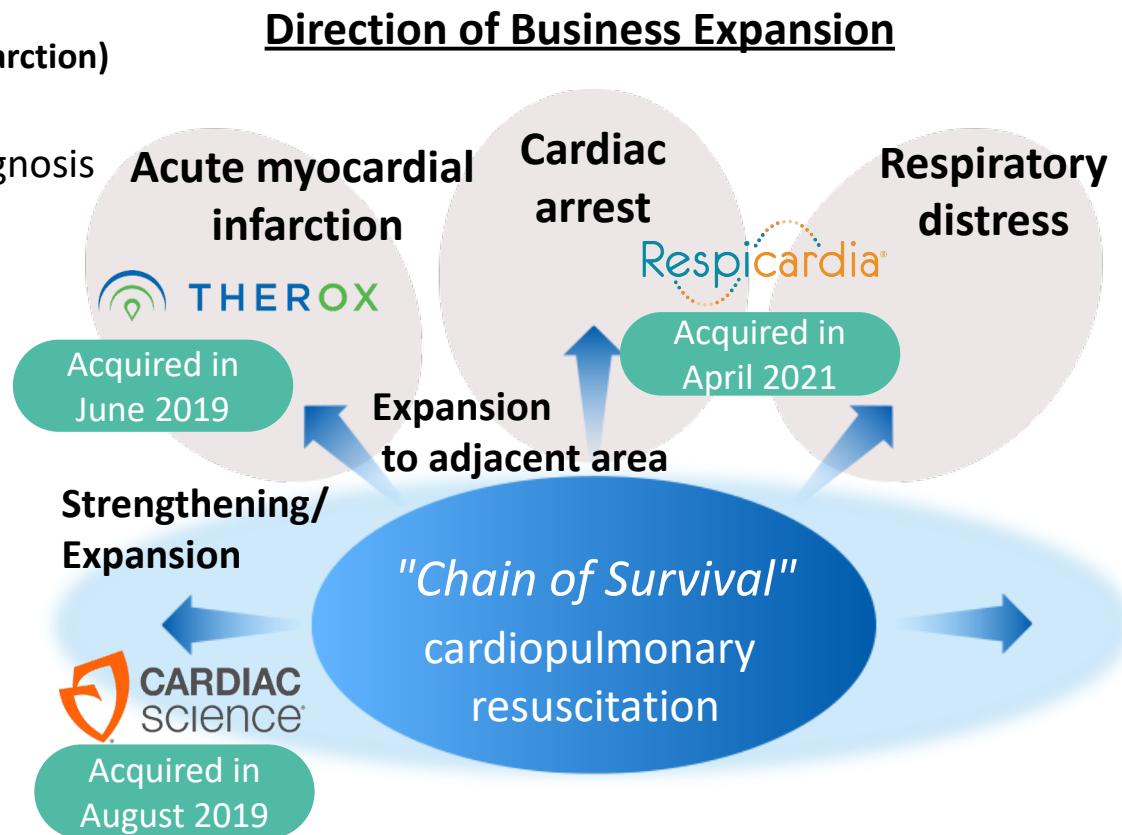 Direction of Business Expansion
arction)
gnosis
Acute myocardial
infarction
Cardiac
arrest
Respiratory
distress
THEROX
Respicardia®
Acquired in
June 2019
Acquired in
April 2021
Expansion
to adjacent area
Strengthening/
Expansion
"Chain of Survival"
cardiopulmonary
resuscitation
CARDIAC
science
Acquired in
August 2019